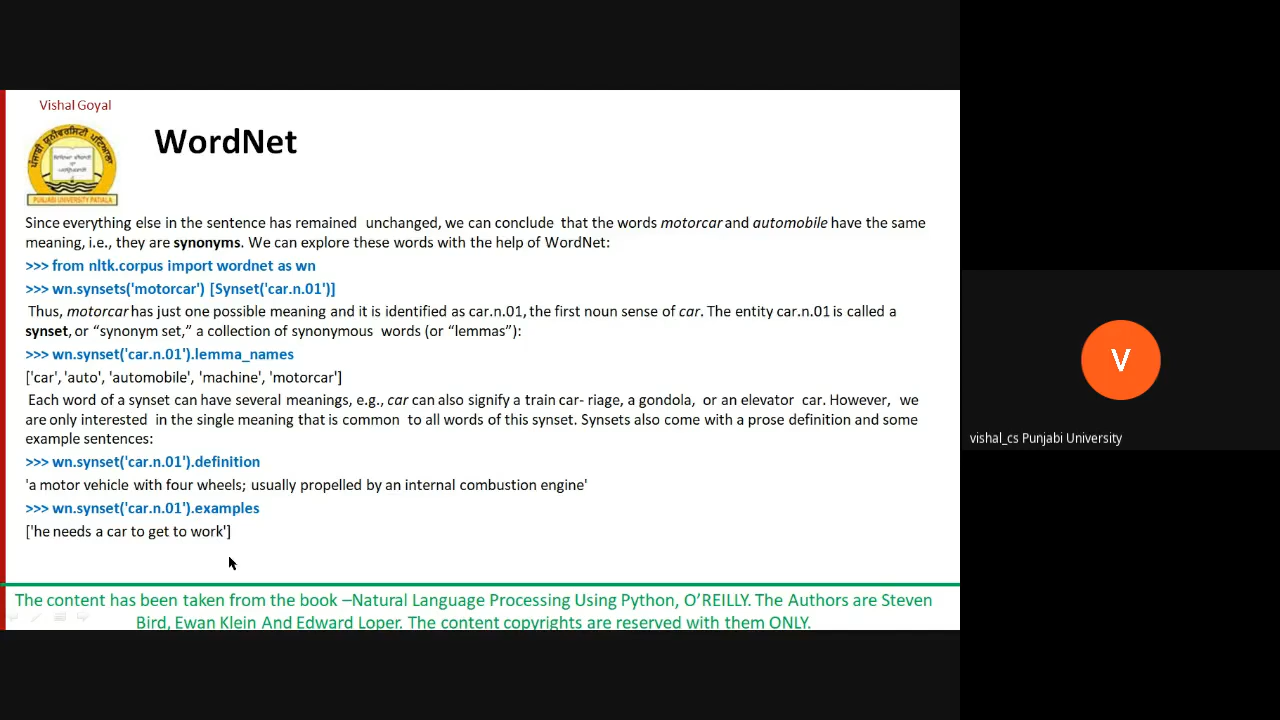 Vishal Goyal
WordNet
ਪੰਜਾਬੀ ਯੂਨੀਵਰਸਿਟੀ ਪਟਿਆਲਾ
PUNJABI UNIVERSITY PATIALA
Since everything else in the sentence has remained unchanged, we can conclude that the words motorcar and automobile have the same
meaning, i.e., they are synonyms. We can explore these words with the help of WordNet:
>>> from nltk.corpus import wordnet as wn
>>> wn.synsets('motorcar') [Synset('car.n.01')]
Thus, motorcar has just one possible meaning and it is identified as car.n.01, the first noun sense of car. The entity car.n.01 is called a
synset, or “synonym set,” a collection of synonymous words (or “lemmas”):
>>> wn.synset('car.n.01').lemma_names
['car', 'auto', 'automobile', 'machine', 'motorcar']
Each word of a synset can have several meanings, e.g., car can also signify a train car- riage, a gondola, or an elevator car. However, we
are only interested in the single meaning that is common to all words of this synset. Synsets also come with a prose definition and some
example sentences:
>>> wn.synset('car.n.01').definition
'a motor vehicle with four wheels; usually propelled by an internal combustion engine'
>>> wn.synset('car.n.01').examples
['he needs a car to get to work']
The content has been taken from the book –Natural Language Processing Using Python, O’REILLY. The Authors are Steven
Bird, Ewan Klein And Edward Loper. The content copyrights are reserved with them ONLY.
V
vishal_cs Punjabi University